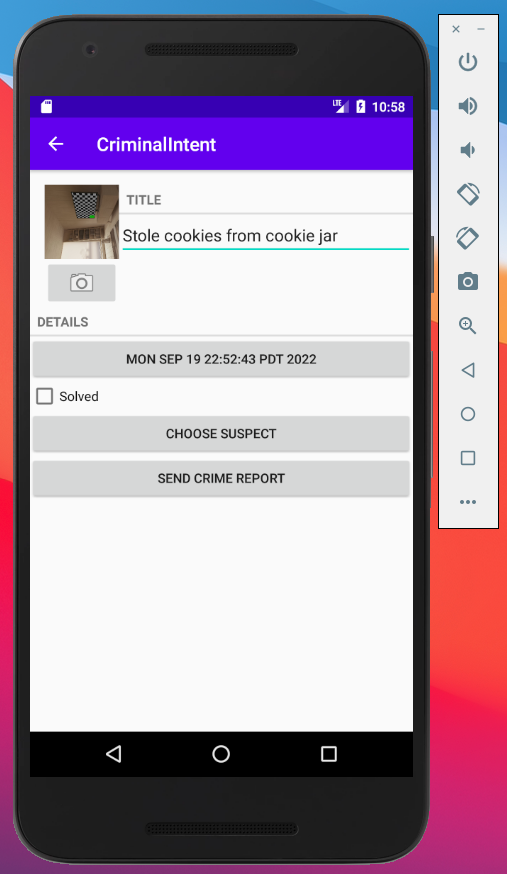 LTE 10:58
CriminalIntent
TITLE
Stole cookies from cookie jar
DETAILS
MON SEP 19 22:52:43 PDT 2022
Solved
CHOOSE SUSPECT
SEND CRIME REPORT